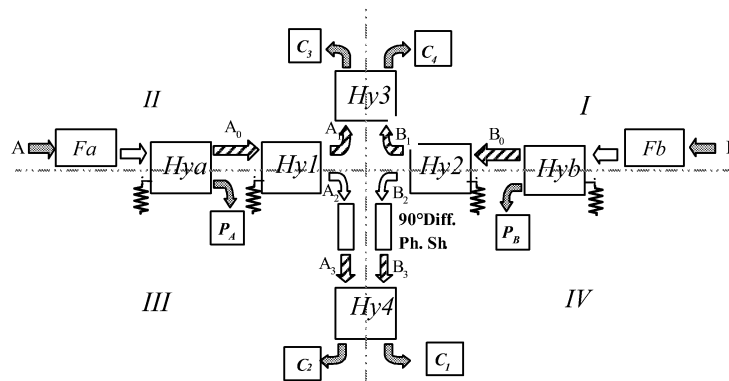 C3
C4
II
Hy3
I
A
Fa
A0
A1
B1
B0
Fb
Hya
Hy1
Hy2
Hyb
A2
B2
PA
90°Diff.
Ph. Sh.
PB
A3
B3
III
Hy4
IV
C2
C1